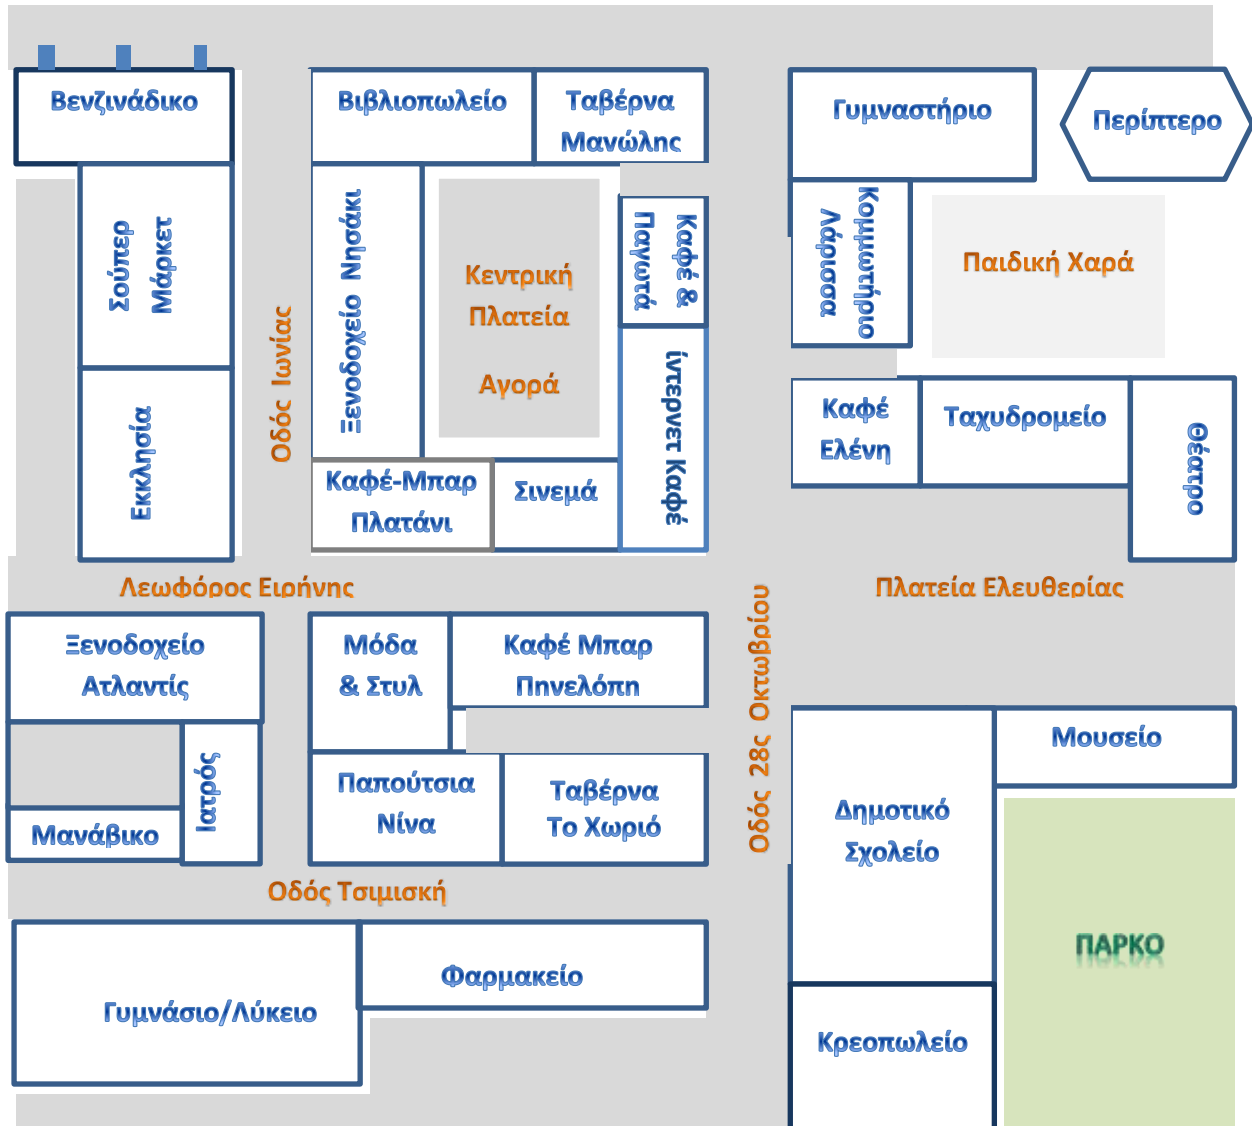 Βενζινάδικο
Βιβλιοπωλείο
Ταβέρνα
Μανώλης
Γυμναστήριο
Περίπτερο
Σούπερ
Μάρκετ
Οδός Ιωνίας
Ξενοδοχείο Νησάκι
Κεντρική
Πλατεία
Αγορά
Καφέ &
Παγωτά
Κομμωτήριο
Λάρισσα
Παιδική Χαρά
Εκκλησία
Καφέ-Μπαρ
Πλατάνι
Σινεμά
ίντερνετ Καφέ
Καφέ
Ελένη
Ταχυδρομείο
Θέατρο
Λεωφόρος Ειρήνης
Πλατεία Ελευθερίας
Ξενοδοχείο
Ατλαντίς
Μόδα
& Στυλ
Καφέ Μπαρ
Πηνελόπη
Οδός 28ς Οκτωβρίου
Ιατρός
Μανάβικο
Παπούτσια
Νίνα
Ταβέρνα
Το Χωριό
Μουσείο
Δημοτικό
Σχολείο
Οδός Τσιμισκή
ΠΑΡΚΟ
Γυμνάσιο/Λύκειο
Φαρμακείο
Κρεοπωλείο